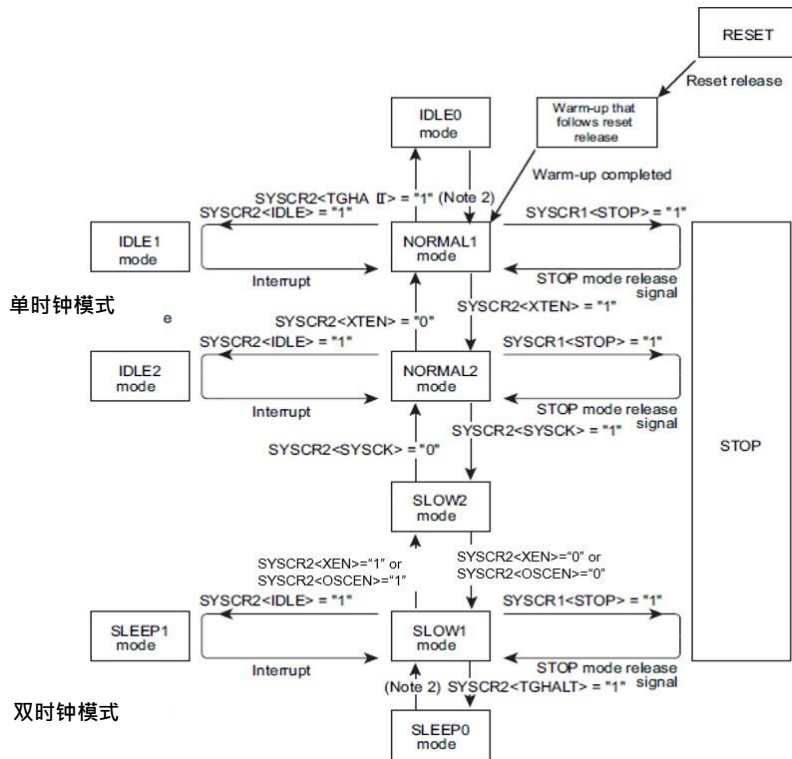 RESET
Reset release
IDLE0
mode
Warm-up that
follows reset
release
Warm-up completed
SYSCR2<TGHA LT> = "1" (Note 2)
SYSCR2<IDLE> = "1"
SYSCR1<STOP> = "1"
IDLE1
mode
NORMAL1
mode
Interrupt
STOP mode release
signal
单时钟模式
e
SYSCR2<XTEN> = "0"
SYSCR2<XTEN> = "1"
SYSCR2<IDLE> = "1"
SYSCR1<STOP> = "1"
IDLE2
mode
NORMAL2
mode
Interrupt
STOP mode release
signal
SYSCR2<SYSCK> = "0"
SYSCR2<SYSCK> = "1"
STOP
SLOW2
mode
SYSCR2<XEN>=“1” or
SYSCR2<OSCEN>=“1”
SYSCR2<XEN>=“0” or
SYSCR2<OSCEN>=“0”
SYSCR2<IDLE> = "1"
SYSCR1<STOP> = "1"
SLEEP1
mode
SLOW1
mode
Interrupt
STOP mode release
signal
(Note 2) SYSCR2<TGHALT> = "1"
双时钟模式
SLEEP0
mode